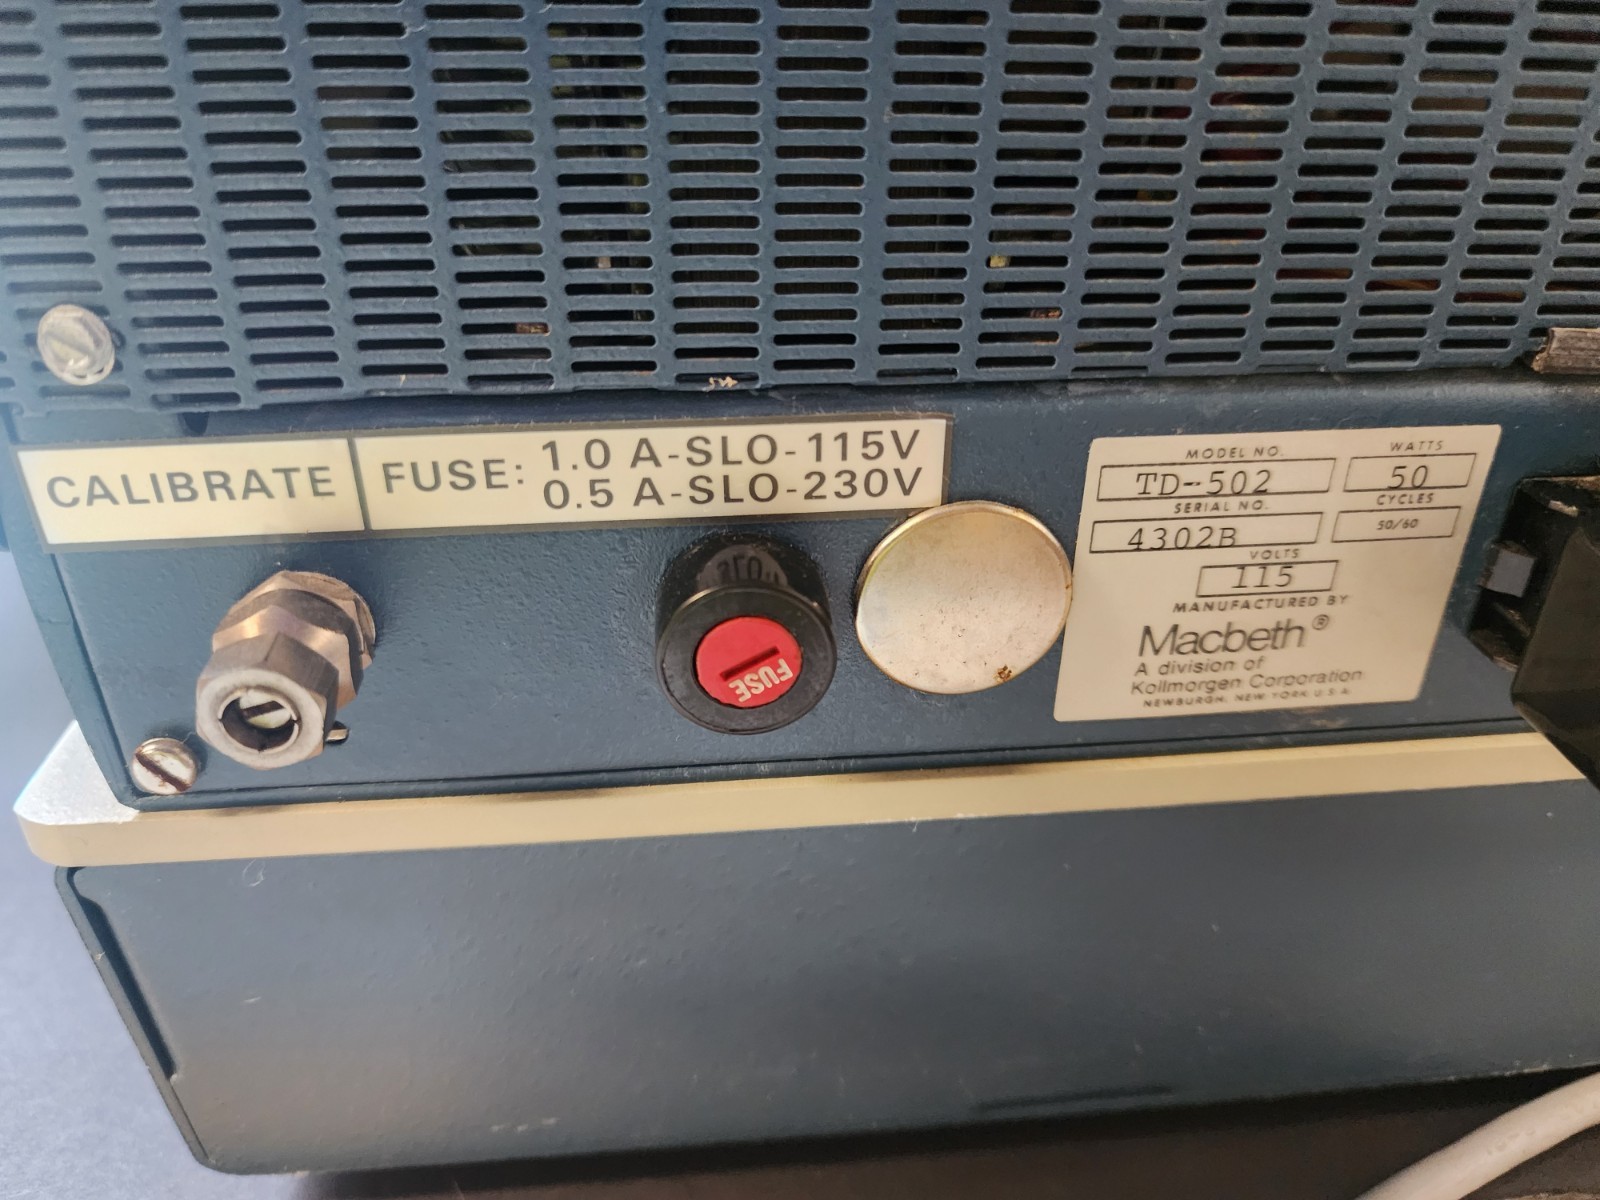 CALIBRATE
FUSE: 1.0 A-SLO-115V
0.5 A-SLO-230V
FUSE
MODEL NO.
TD-502
WATTS
50
SERIAL NO.
4302B
CYCLES
50/60
VOLTS
115
MANUFACTURED BY
Macbeth®
A division of
Kollmorgen Corporation
NEWBURGH, NEW YORK U.S.A.